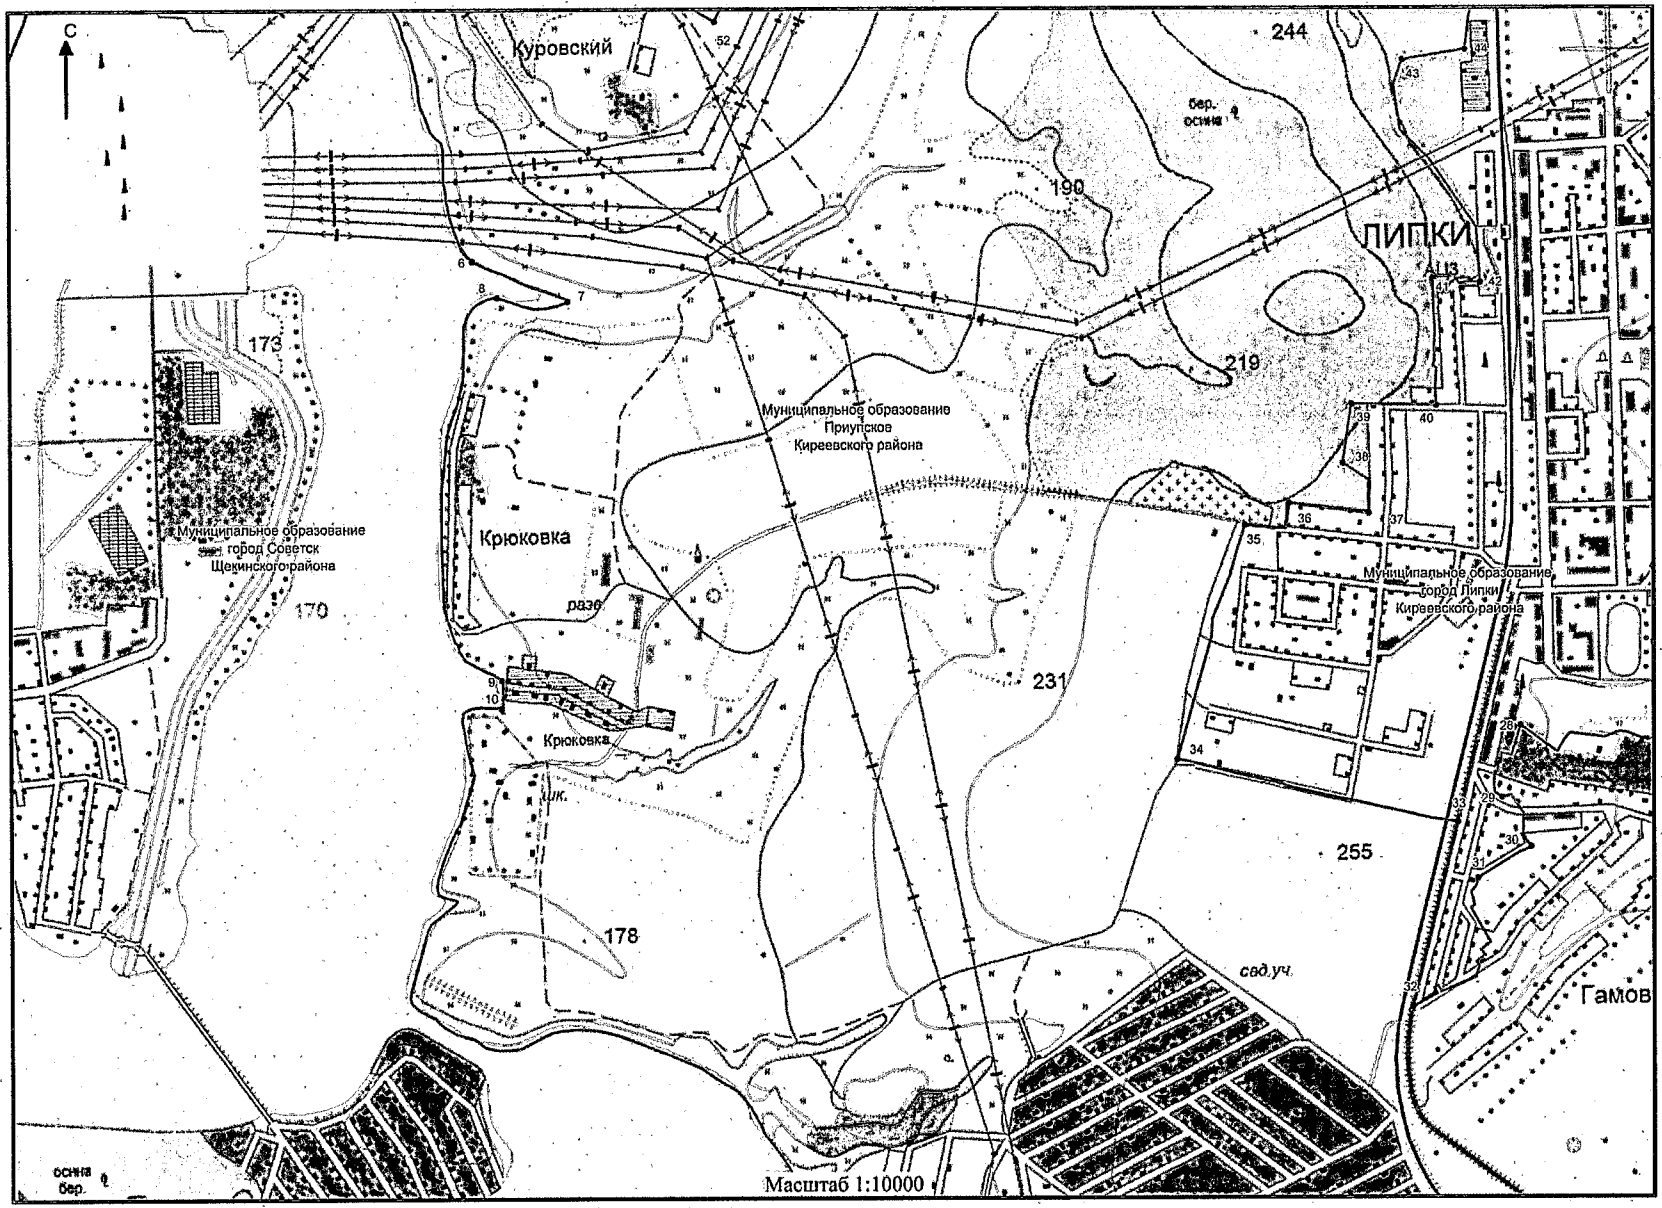 С
Куровский
52
244
43
44
бер.
осина
190
ЛИПКИ
6
7
8
АЦЗ
41
42
173
219
Муниципальное образование
Приупское
Киреевского района
39
40
38
36
37
35
Крюковка
Муниципальное образование
город Советск
Щекинского района
Муниципальное образование
город Липки
Киреевского района
170
разв.
9
10
231
Крюковка
34
28
шк.
33
29
30
31
255
178
сад.уч.
32
Гамов
осина
бер.
Масштаб 1:10000